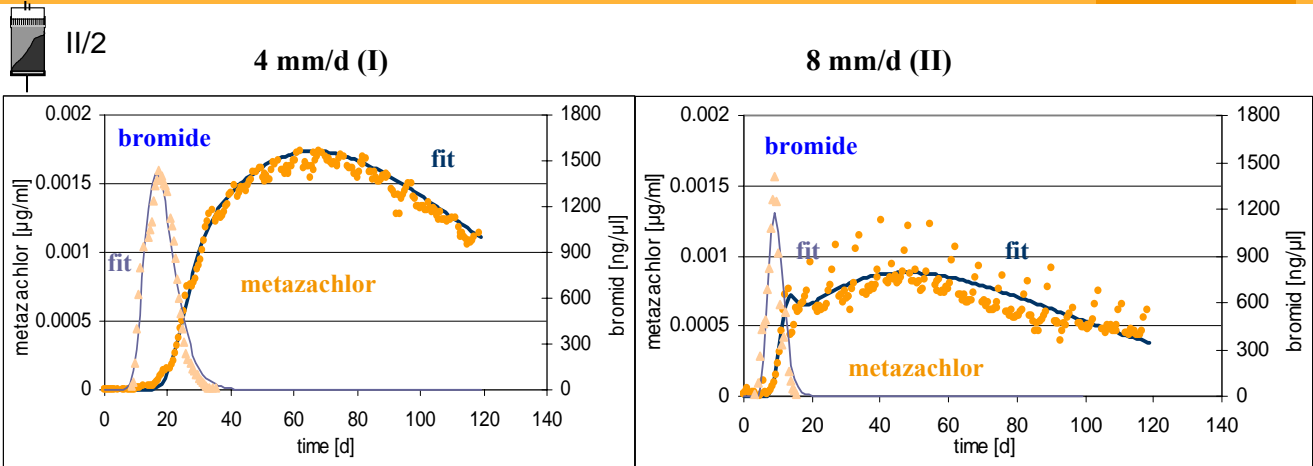 II/2
4 mm/d (I)
8 mm/d (II)
metazachlor [µg/ml]
0.002
0.0015
0.001
0.0005
0
bromide
fit
fit
metazachlor
1800
1500
1200
900
600
300
0
bromid [ng/µl]
0 20 40 60 80 100 120 140
time [d]
metazachlor [µg/ml]
0.002
0.0015
0.001
0.0005
0
bromide
fit
fit
metazachlor
1800
1500
1200
900
600
300
0
bromid [ng/µl]
0 20 40 60 80 100 120 140
time [d]